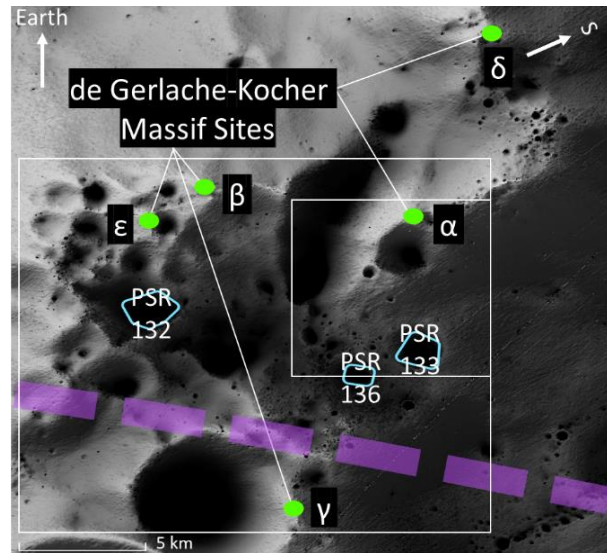 Earth
S
δ
de Gerlache-Kocher
Massif Sites
β
ε
α
PSR
132
PSR
133
PSR
136
γ
5 km